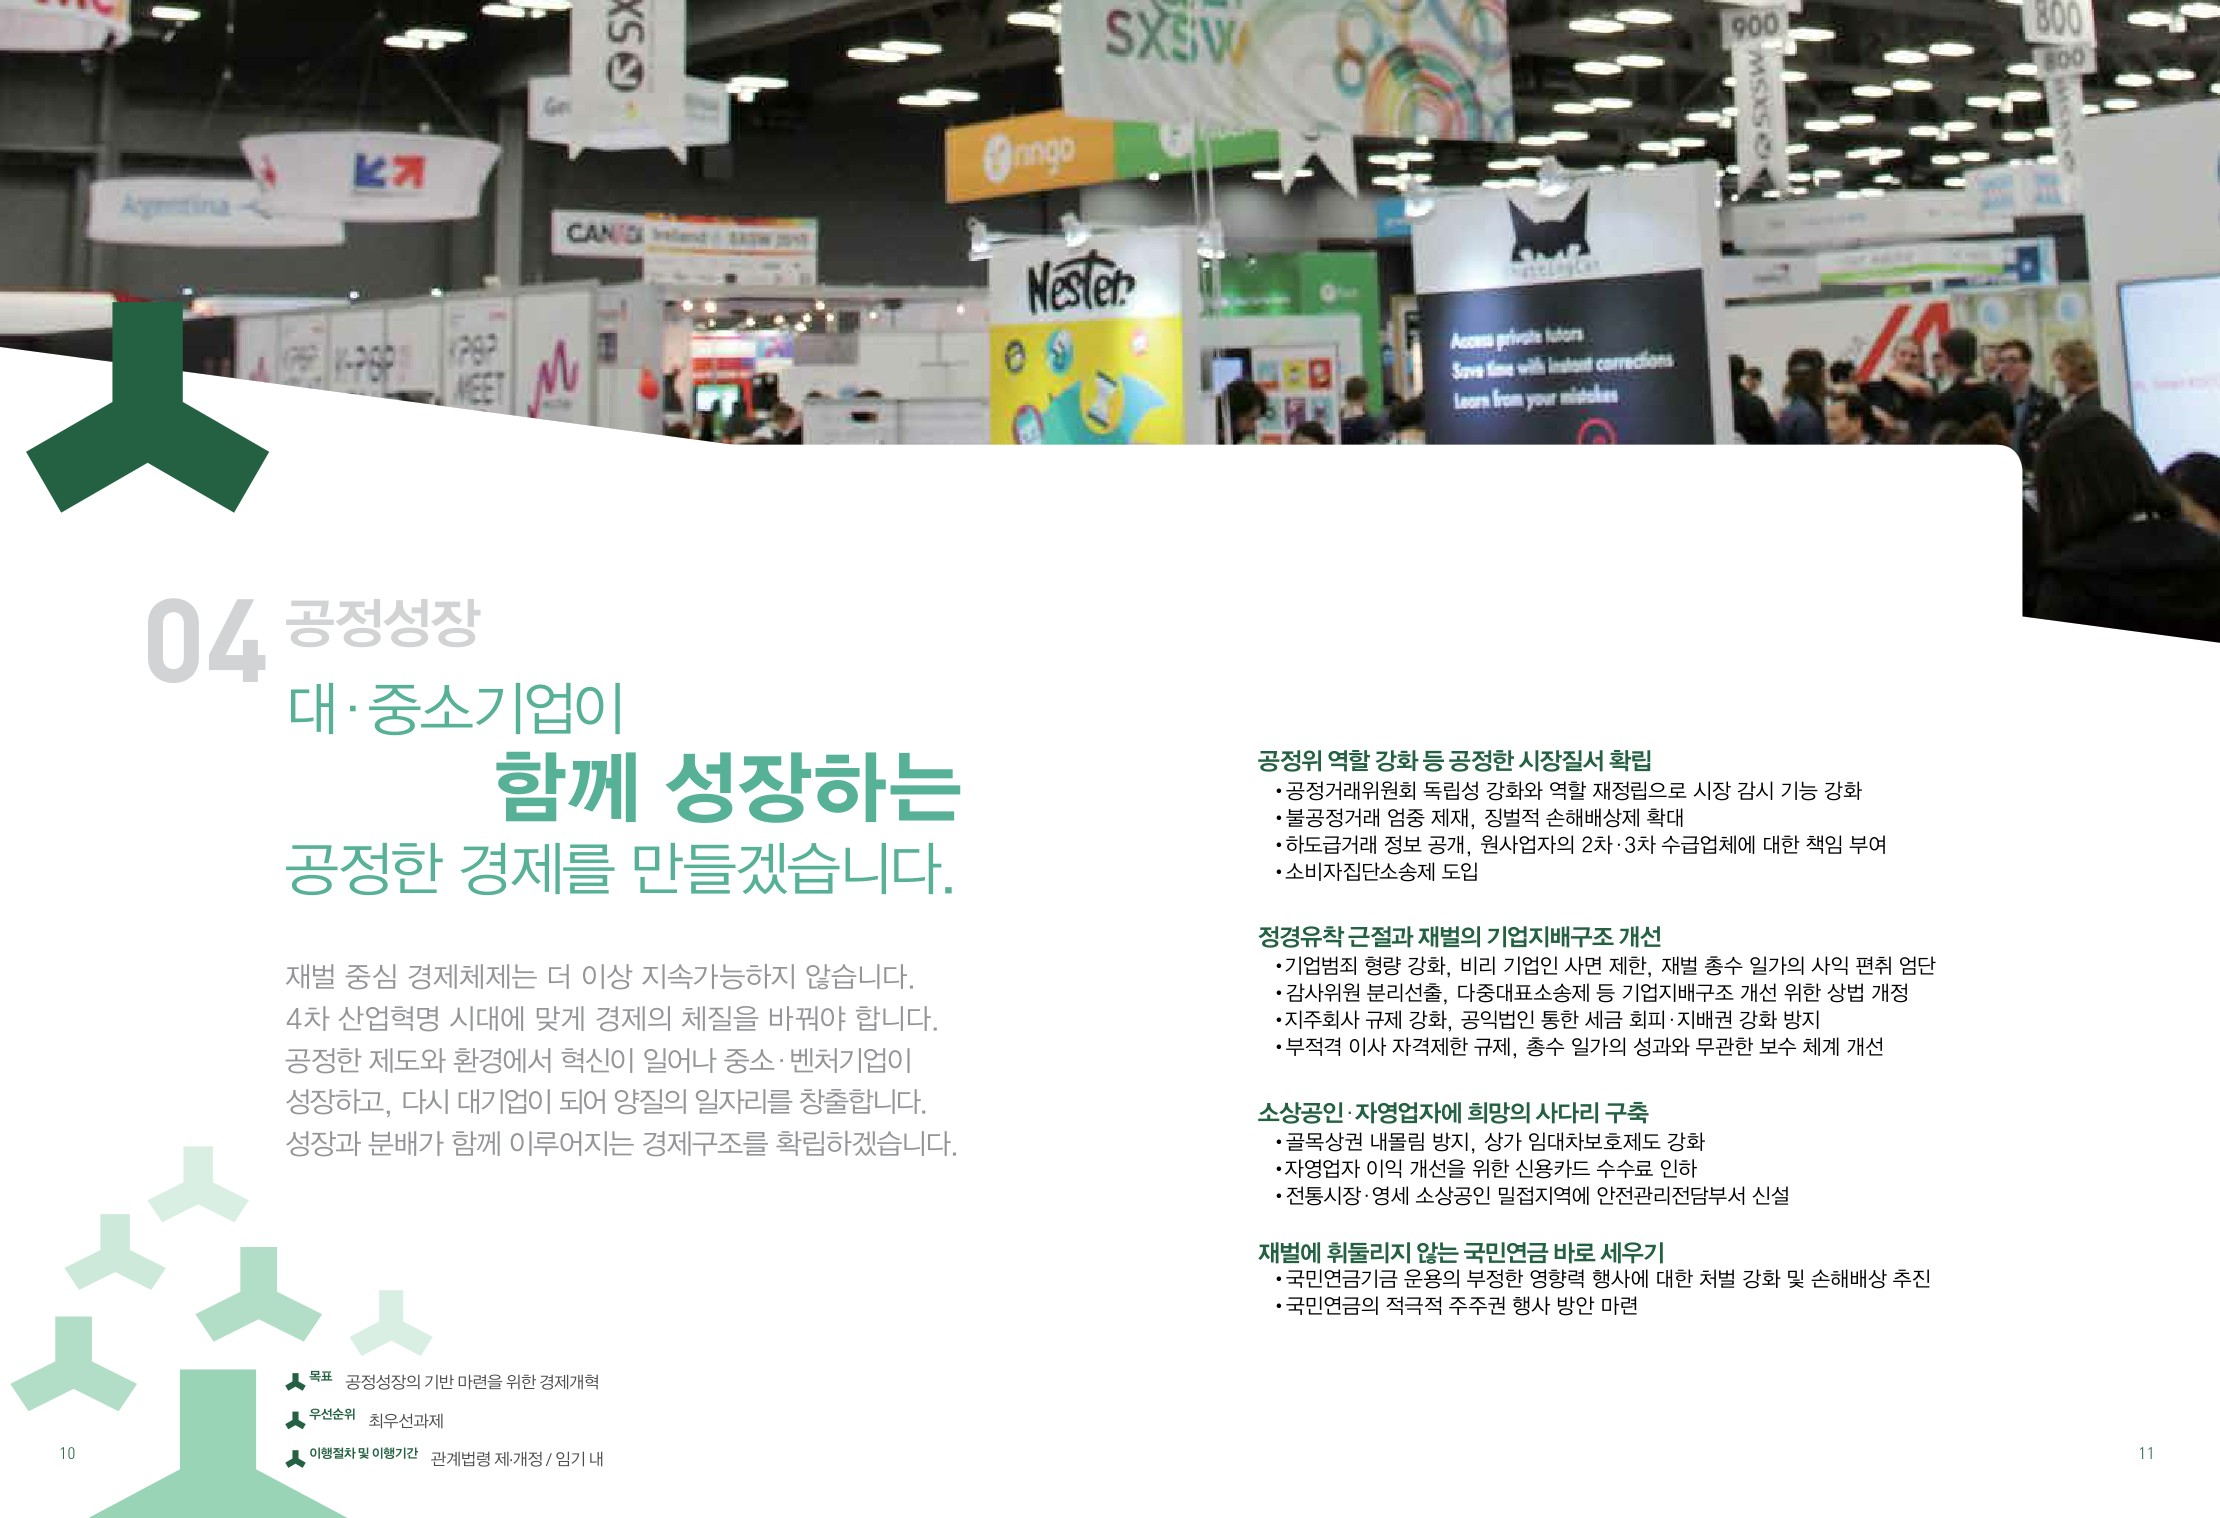 SXSW
900
800
800
SXSW
Argentina
nngo
CANADA
Ireland @ SXSW 2015
Nester
Access private tutors
Save time with instant corrections
Learn from your mistakes
K-POP
MEET
04 공정성장
대·중소기업이
함께 성장하는
공정한 경제를 만들겠습니다.
재벌 중심 경제체제는 더 이상 지속가능하지 않습니다.
4차 산업혁명 시대에 맞게 경제의 체질을 바꿔야 합니다.
공정한 제도와 환경에서 혁신이 일어나 중소·벤처기업이
성장하고, 다시 대기업이 되어 양질의 일자리를 창출합니다.
성장과 분배가 함께 이루어지는 경제구조를 확립하겠습니다.
목표 공정성장의 기반 마련을 위한 경제개혁
우선순위 최우선과제
이행절차 및 이행기간 관계법령 제·개정 / 임기 내
10
공정위 역할 강화 등 공정한 시장질서 확립
•공정거래위원회 독립성 강화와 역할 재정립으로 시장 감시 기능 강화
•불공정거래 엄중 제재, 징벌적 손해배상제 확대
•하도급거래 정보 공개, 원사업자의 2차·3차 수급업체에 대한 책임 부여
•소비자집단소송제 도입
정경유착 근절과 재벌의 기업지배구조 개선
•기업범죄 형량 강화, 비리 기업인 사면 제한, 재벌 총수 일가의 사익 편취 엄단
•감사위원 분리선출, 다중대표소송제 등 기업지배구조 개선 위한 상법 개정
•지주회사 규제 강화, 공익법인 통한 세금 회피·지배권 강화 방지
•부적격 이사 자격제한 규제, 총수 일가의 성과와 무관한 보수 체계 개선
소상공인·자영업자에 희망의 사다리 구축
•골목상권 내몰림 방지, 상가 임대차보호제도 강화
•자영업자 이익 개선을 위한 신용카드 수수료 인하
•전통시장·영세 소상공인 밀접지역에 안전관리전담부서 신설
재벌에 휘둘리지 않는 국민연금 바로 세우기
•국민연금기금 운용의 부정한 영향력 행사에 대한 처벌 강화 및 손해배상 추진
•국민연금의 적극적 주주권 행사 방안 마련
11